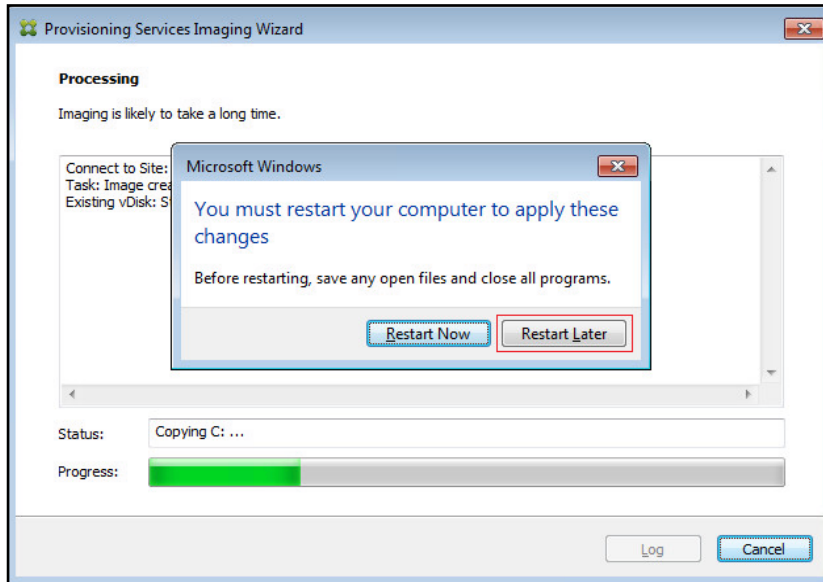 Provisioning Services Imaging Wizard
Processing
Imaging is likely to take a long time.
Connect to Site:
Task: Image
Existing vDisk:
Microsoft Windows
You must restart your computer to apply these
changes
Before restarting, save any open files and close all programs.
Restart Now
Restart Later
Status:
Copying C: ...
Progress:
Log
Cancel